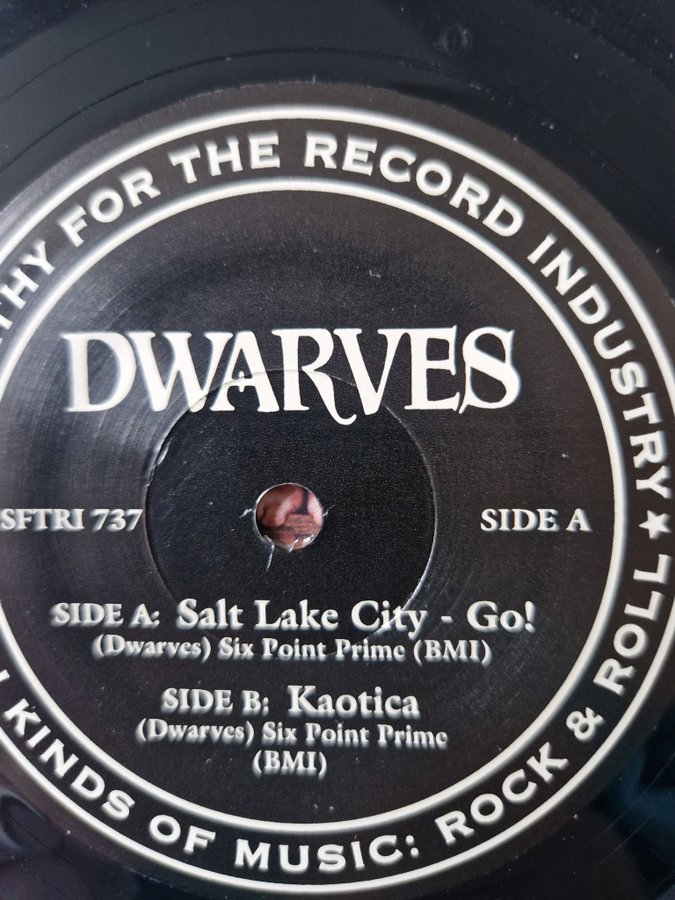 THY FOR THE RECORD INDUSTRY ★
DWARVES
SFTRI 737
SIDE A
SIDE A: Salt Lake City - Go!
(Dwarves) Six Point Prime (BMI)
SIDE B: Kaotica
(Dwarves) Six Point Prime
(BMI)
KINDS OF MUSIC: ROCK & ROLL